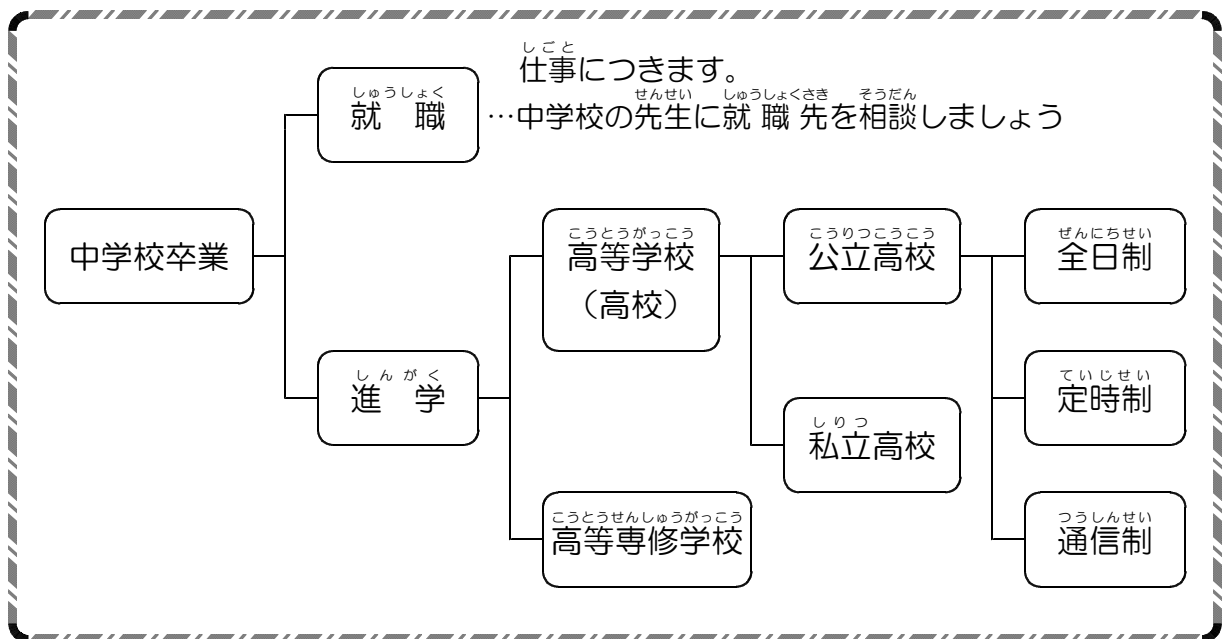 しごと
仕事につきます。
しゅうしょく
就 職
せんせい しゅうしょくさき そうだん
…中学校の先生に就 職 先を相談しましょう
中学校卒業
こうとうがっこう
高等学校
（高校）
こうりつこうこう
公立高校
ぜんにちせい
全日制
しんがく
進 学
ていじせい
定時制
しりつ
私立高校
こうとうせんしゅうがっこう
高等専修学校
つうしんせい
通信制